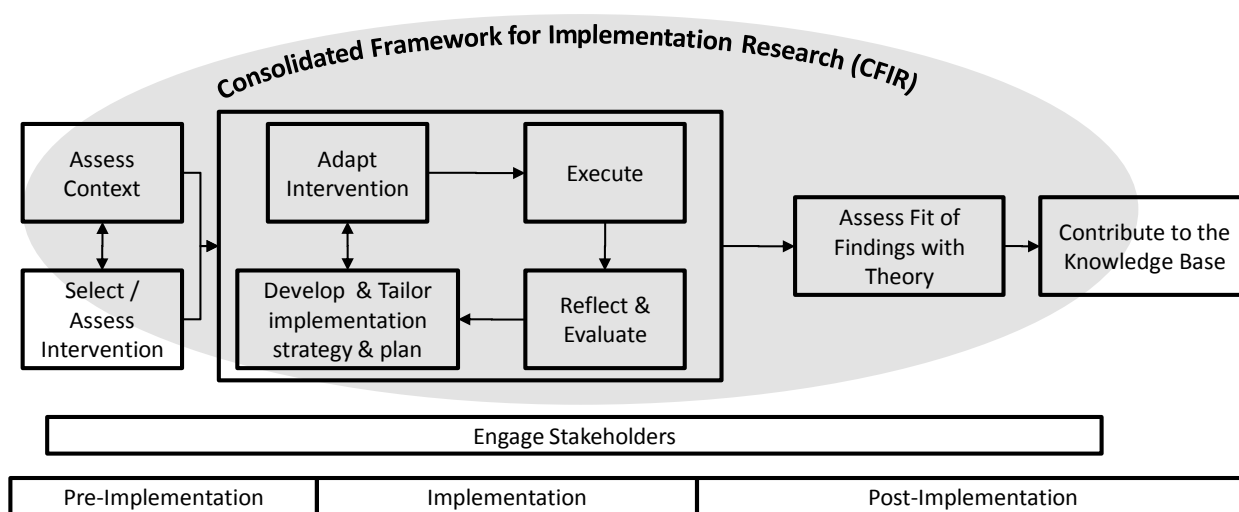 Consolidated Framework for Implementation Research (CFIR)
Assess
Context
Select /
Assess
Intervention
Adapt
Intervention
Execute
Develop & Tailor
implementation
strategy & plan
Reflect &
Evaluate
Assess Fit of
Findings with
Theory
Contribute to the
Knowledge Base
Engage Stakeholders
Pre-Implementation
Implementation
Post-Implementation